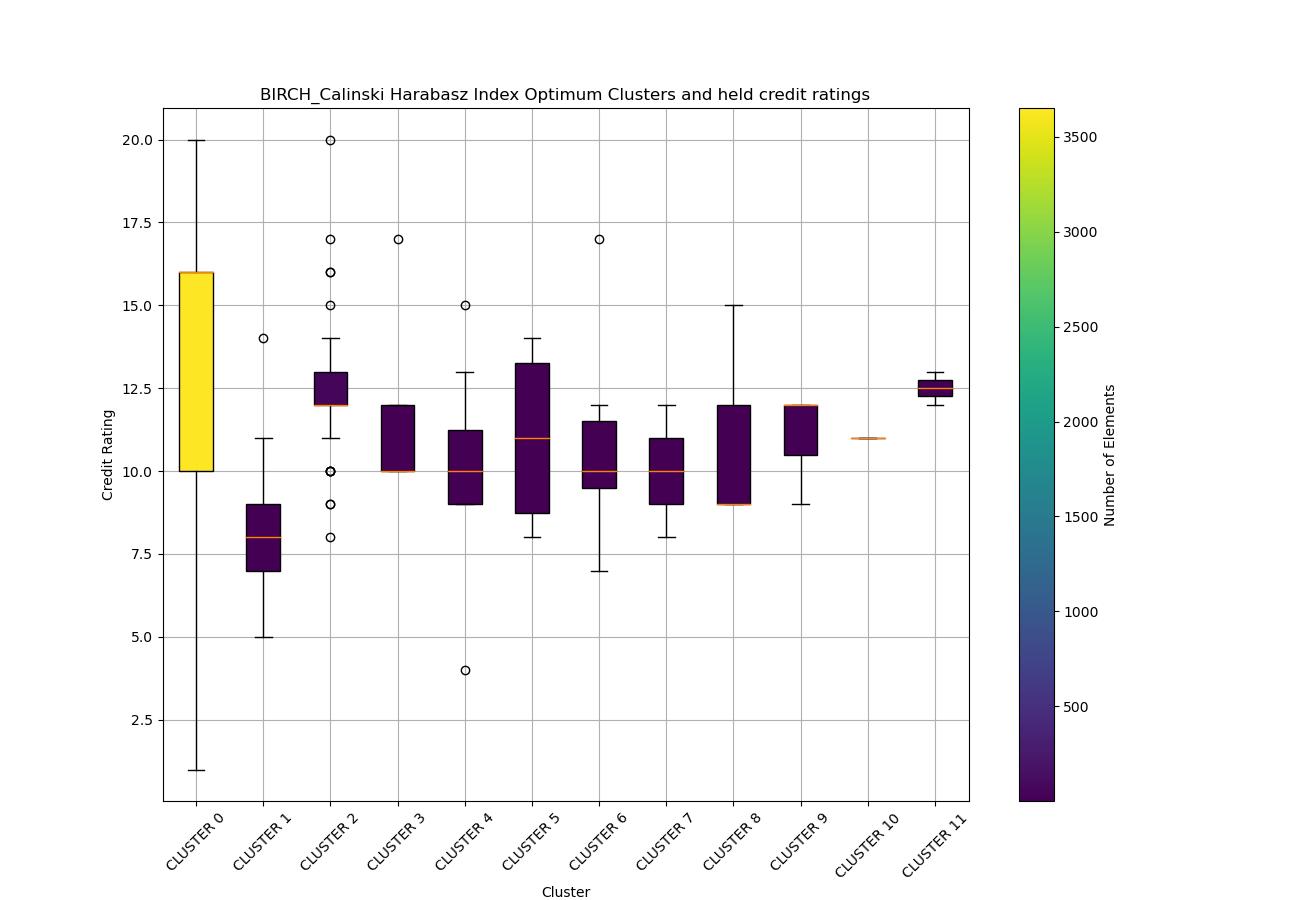 BIRCH_Calinski Harabasz Index Optimum Clusters and held credit ratings
20.0
17.5
15.0
12.5
10.0
7.5
5.0
2.5
Credit Rating
CLUSTER 0
CLUSTER 1
CLUSTER 2
CLUSTER 3
CLUSTER 4
CLUSTER 5
CLUSTER 6
CLUSTER 7
CLUSTER 8
CLUSTER 9
CLUSTER 10
CLUSTER 11
Cluster
3500
3000
2500
2000
1500
1000
500
Number of Elements